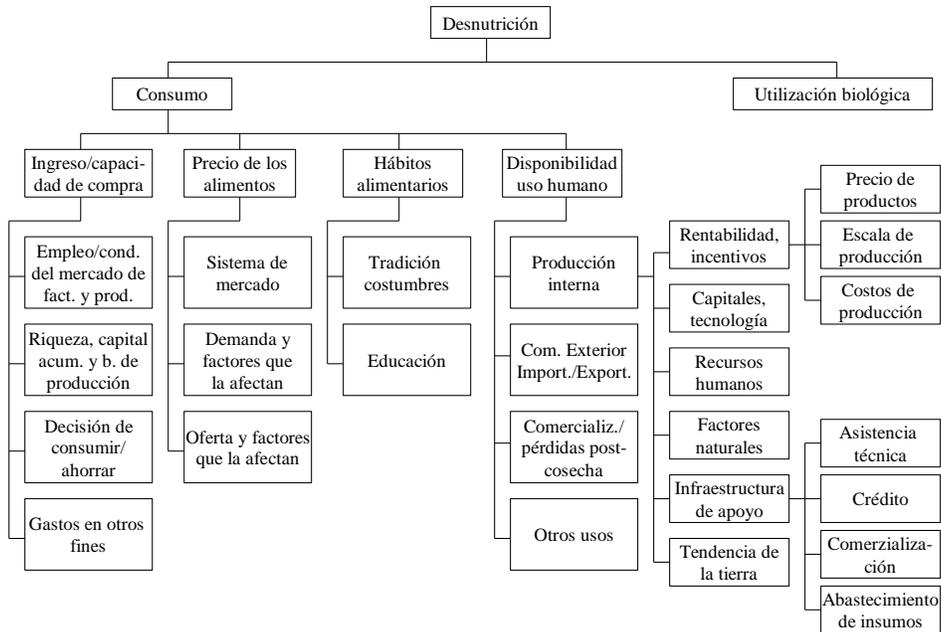 Desnutrición
Consumo
Utilización biológica
Ingreso/capaci-
dad de compra
Precio de los
alimentos
Hábitos
alimentarios
Disponibilidad
uso humano
Empleo/cond.
del mercado de
fact. y prod.
Riqueza, capital
acum. y b. de
producción
Decisión de
consumir/
ahorrar
Gastos en otros
fines
Sistema de
mercado
Demanda y
factores que
la afectan
Oferta y factores
que la afectan
Tradición
costumbres
Educación
Producción
interna
Com. Exterior
Import./Export.
Comercializ./
pérdidas post-
cosecha
Otros usos
Rentabilidad,
incentivos
Capitales,
tecnología
Recursos
humanos
Factores
naturales
Infraestructura
de apoyo
Tendencia de
la tierra
Precio de
productos
Escala de
producción
Costos de
producción
Asistencia
técnica
Crédito
Comerzializa-
ción
Abastecimiento
de insumos